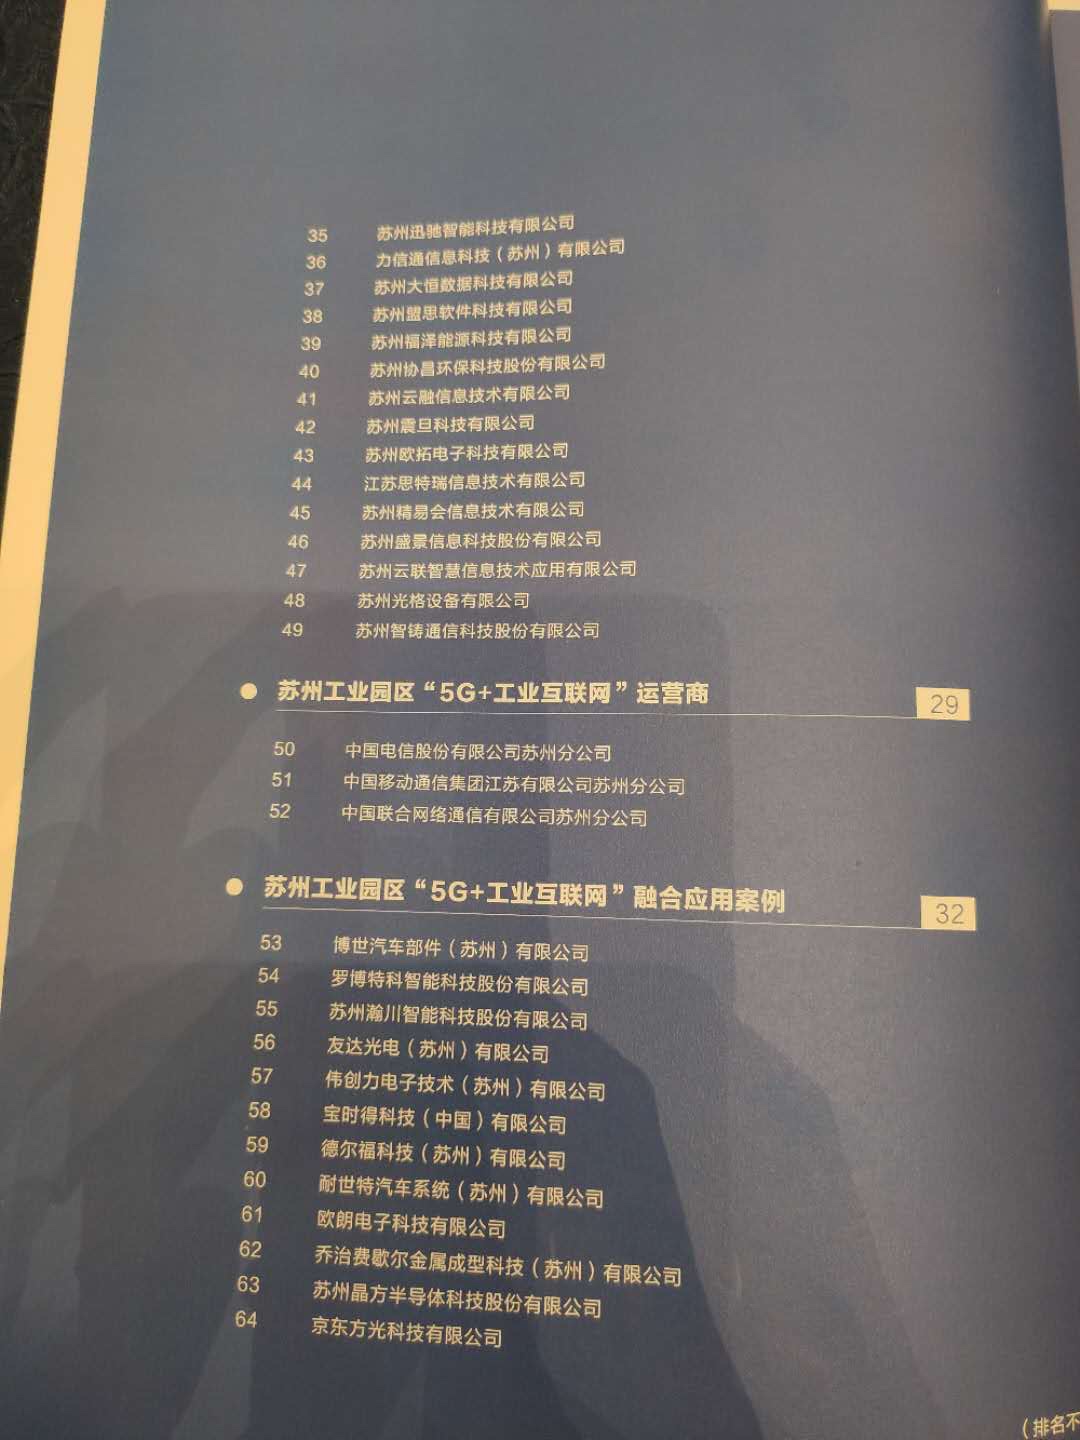 35 苏州迅驰智能科技有限公司
36 力信通信息科技（苏州）有限公司
37 苏州大恒数据科技有限公司
38 苏州盟思软件科技有限公司
39 苏州福泽能源科技有限公司
40 苏州协昌环保科技股份有限公司
41 苏州云融信息技术有限公司
42 苏州震旦科技有限公司
43 苏州欧拓电子科技有限公司
44 江苏思特瑞信息技术有限公司
45 苏州精易会信息技术有限公司
46 苏州盛景信息科技股份有限公司
47 苏州云联智慧信息技术应用有限公司
48 苏州光格设备有限公司
49 苏州智铸通信科技股份有限公司
苏州工业园区“5G+工业互联网”运营商 29
50 中国电信股份有限公司苏州分公司
51 中国移动通信集团江苏有限公司苏州分公司
52 中国联合网络通信有限公司苏州分公司
苏州工业园区“5G+工业互联网”融合应用案例 32
53 博世汽车部件（苏州）有限公司
54 罗博特科智能科技股份有限公司
55 苏州瀚川智能科技股份有限公司
56 友达光电（苏州）有限公司
57 伟创力电子技术（苏州）有限公司
58 宝时得科技（中国）有限公司
59 德尔福科技（苏州）有限公司
60 耐世特汽车系统（苏州）有限公司
61 欧朗电子科技有限公司
62 乔治费歇尔金属成型科技（苏州）有限公司
63 苏州晶方半导体科技股份有限公司
64 京东方光科技有限公司
（排名不